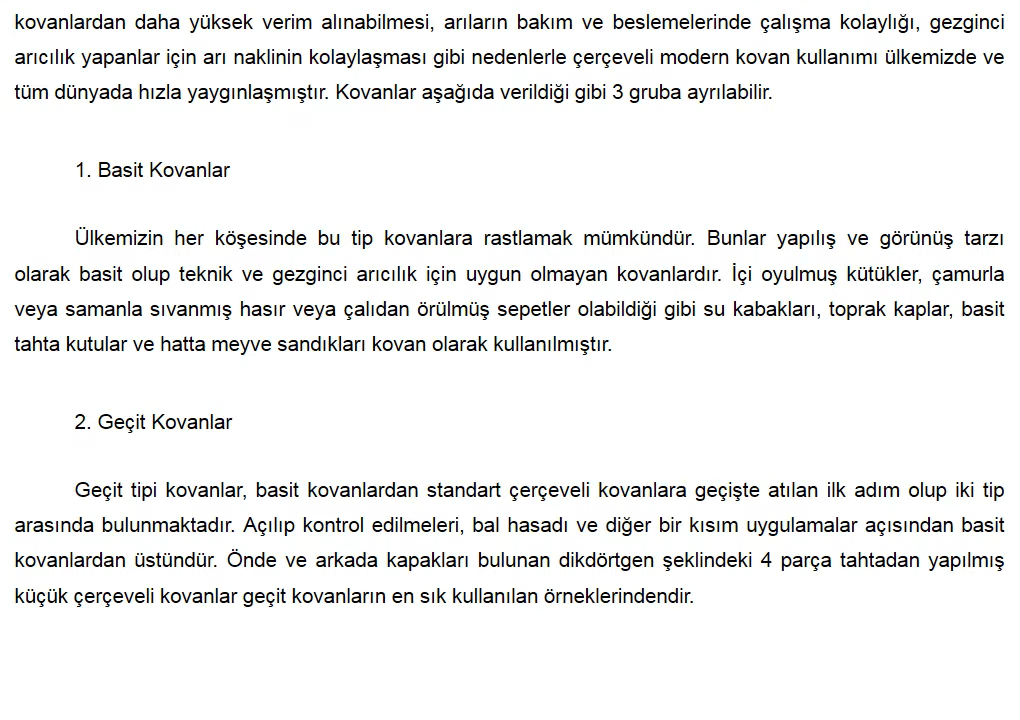 kovanlardan daha yüksek verim alınabilmesi, arıların bakım ve beslemelerinde çalışma kolaylığı, gezginci
arıcılık yapanlar için arı naklinin kolaylaşması gibi nedenlerle çerçeveli modern kovan kullanımı ülkemizde ve
tüm dünyada hızla yaygınlaşmıştır. Kovanlar aşağıda verildiği gibi 3 gruba ayrılabilir.
1. Basit Kovanlar
Ülkemizin her köşesinde bu tip kovanlara rastlamak mümkündür. Bunlar yapılış ve görünüş tarzı
olarak basit olup teknik ve gezginci arıcılık için uygun olmayan kovanlardır. İçi oyulmuş kütükler, çamurla
veya samanla sıvanmış hasır veya çalıdan örülmüş sepetler olabildiği gibi su kabakları, toprak kaplar, basit
tahta kutular ve hatta meyve sandıkları kovan olarak kullanılmıştır.
2. Geçit Kovanlar
Geçit tipi kovanlar, basit kovanlardan standart çerçeveli kovanlara geçişte atılan ilk adım olup iki tip
arasında bulunmaktadır. Açılıp kontrol edilmeleri, bal hasadı ve diğer bir kısım uygulamalar açısından basit
kovanlardan üstündür. Önde ve arkada kapakları bulunan dikdörtgen şeklindeki 4 parça tahtadan yapılmış
küçük çerçeveli kovanlar geçit kovanların en sık kullanılan örneklerindendir.